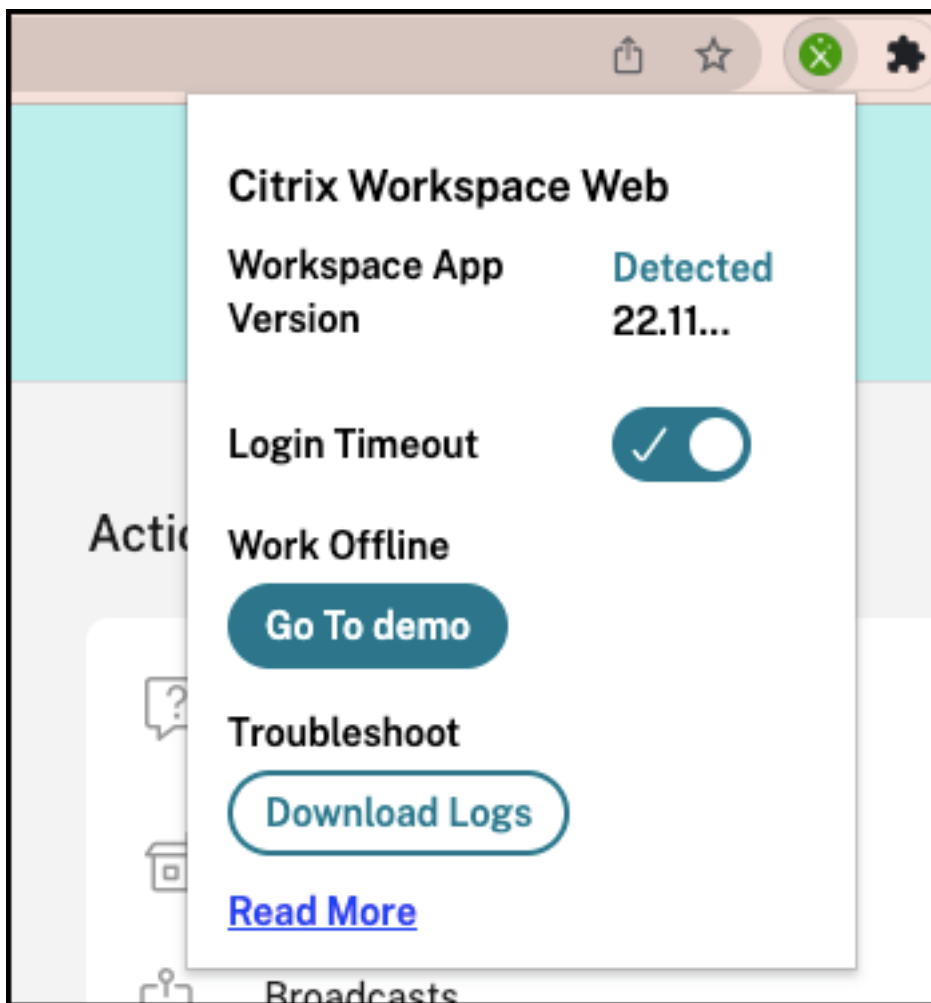 Citrix Workspace Web
Workspace App Detected
Version 22.11...
Login Timeout
Actic
Work Offline
Go To demo
?
Troubleshoot
Download Logs
Read More
Broadcasts